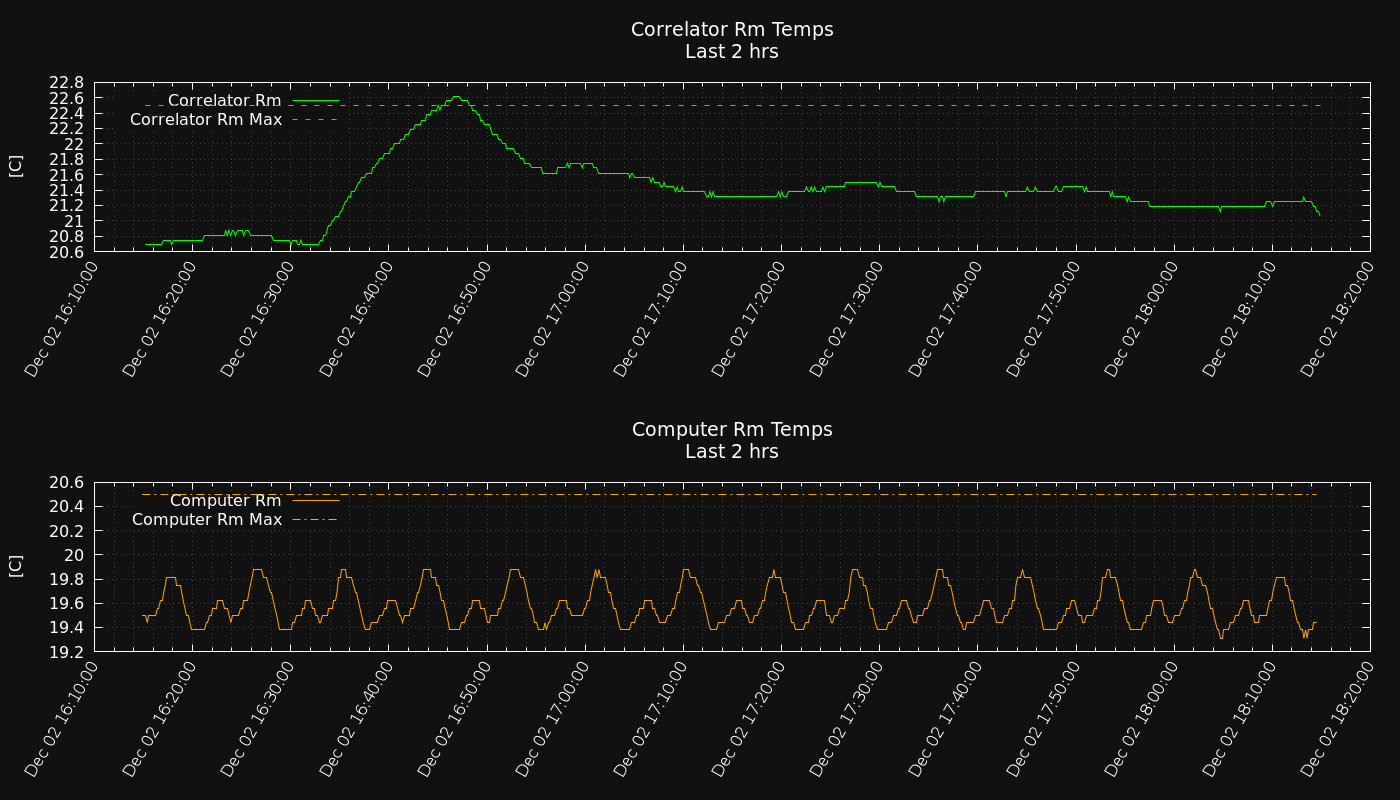 Correlator Rm Temps
Last 2 hrs
22.8
22.6
22.4
22.2
22
21.8
21.6
21.4
21.2
21
20.8
20.6
[C]
Correlator Rm
Correlator Rm Max
Dec 02 16:10:00
Dec 02 16:20:00
Dec 02 16:30:00
Dec 02 16:40:00
Dec 02 16:50:00
Dec 02 17:00:00
Dec 02 17:10:00
Dec 02 17:20:00
Dec 02 17:30:00
Dec 02 17:40:00
Dec 02 17:50:00
Dec 02 18:00:00
Dec 02 18:10:00
Dec 02 18:20:00
Computer Rm Temps
Last 2 hrs
20.6
20.4
20.2
20
19.8
19.6
19.4
19.2
[C]
Computer Rm
Computer Rm Max
Dec 02 16:10:00
Dec 02 16:20:00
Dec 02 16:30:00
Dec 02 16:40:00
Dec 02 16:50:00
Dec 02 17:00:00
Dec 02 17:10:00
Dec 02 17:20:00
Dec 02 17:30:00
Dec 02 17:40:00
Dec 02 17:50:00
Dec 02 18:00:00
Dec 02 18:10:00
Dec 02 18:20:00